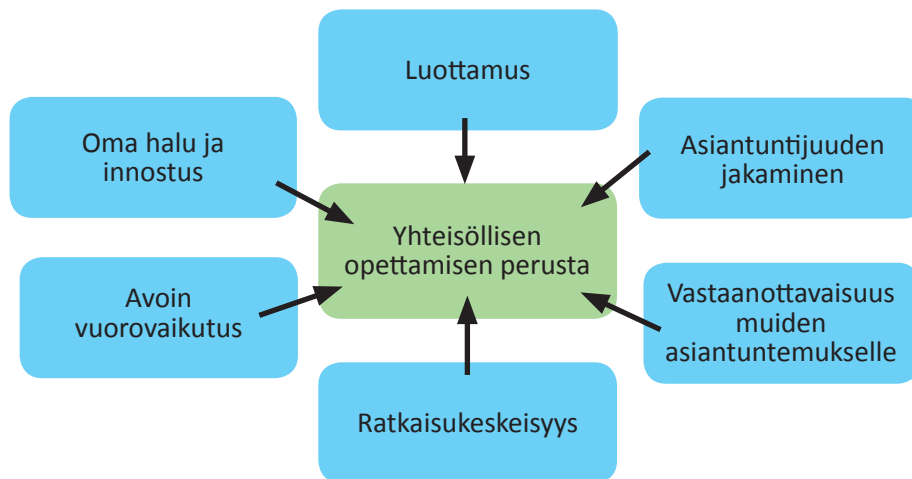 Luottamus
Oma halu ja
innostus
Asiantuntijuuden
jakaminen
Yhteisöllisen
opettamisen perusta
Avoin
vuorovaikutus
Vastaanottavaisuus
muiden
asiantuntemukselle
Ratkaisukeskeisyys